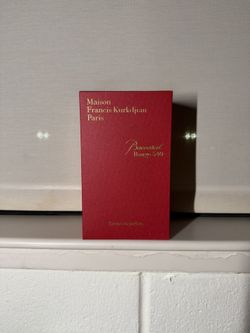 Maison
Francis Kurkdjian
Paris
Baccarat
Rouge 540
Extrait de parfum